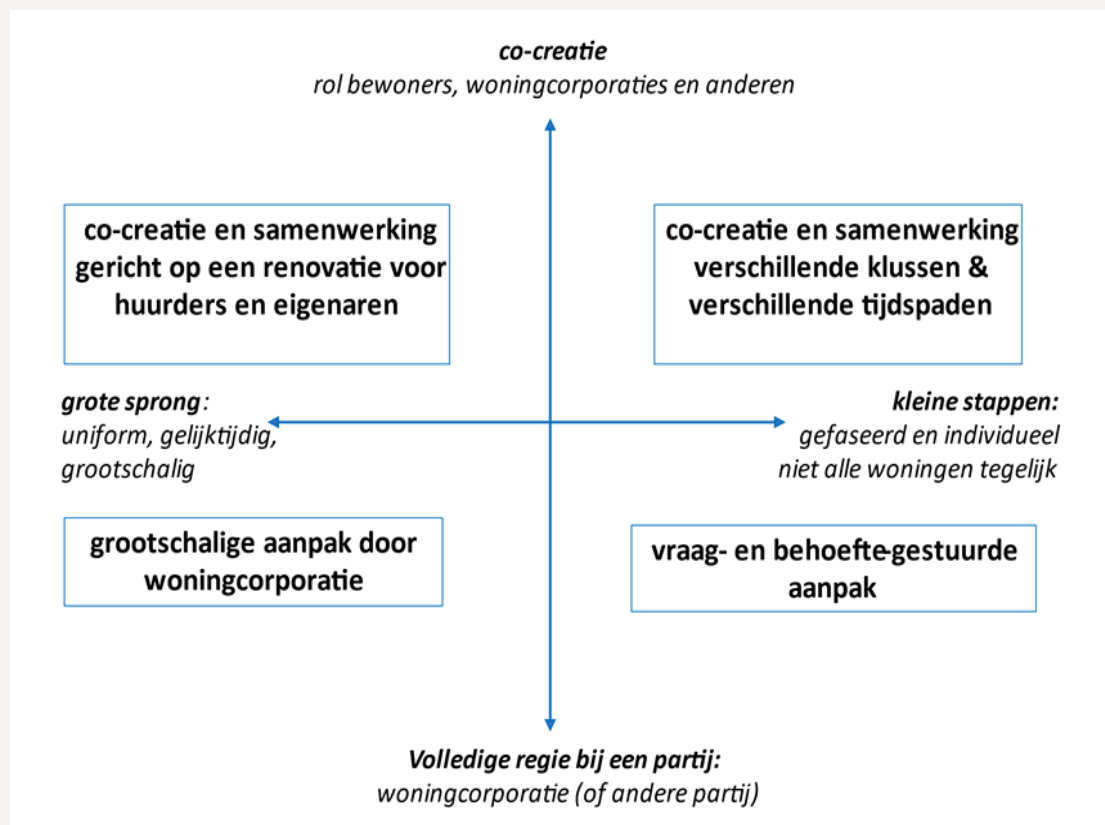 co-creatie
rol bewoners, woningcorporaties en anderen
co-creatie en samenwerking
gericht op een renovatie voor
huurders en eigenaren
co-creatie en samenwerking
verschillende klussen &
verschillende tijdspaden
grote sprong:
uniform, gelijktijdig,
grootschalig
kleine stappen:
gefaseerd en individueel
niet alle woningen tegelijk
grootschalige aanpak door
woningcorporatie
vraag- en behoefte-gestuurde
aanpak
Volledige regie bij een partij:
woningcorporatie (of andere partij)